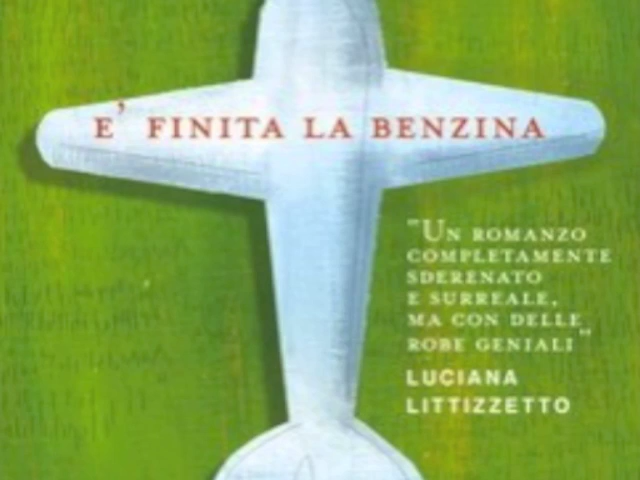 E' FINITA LA BENZINA
"UN ROMANZO
COMPLETAMENTE
SDERENATO
E SURREALE,
MA CON DELLE
ROBE GENIALI"
LUCIANA
LITTIZZETTO